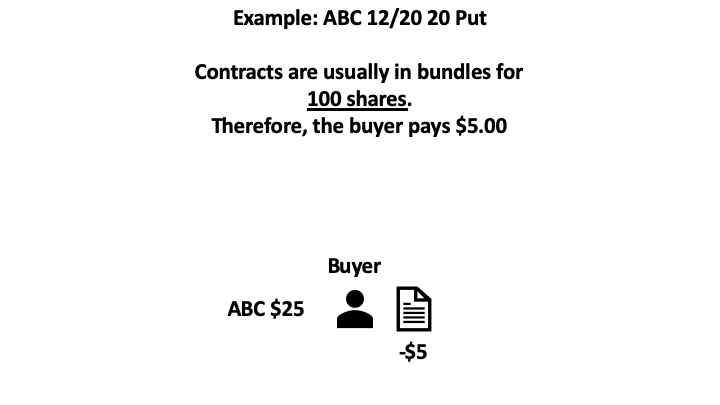 Example: ABC 12/20 20 Put
Contracts are usually in bundles for
100 shares.
Therefore, the buyer pays $5.00
Buyer
ABC $25
-$5